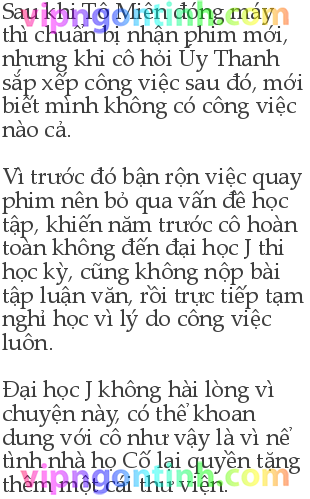 Sau khi Tô Miên đóng máy
thì chuẩn bị nhận phim mới,
nhưng khi cô hỏi Úy Thanh
sắp xếp công việc sau đó, mới
biết mình không có công việc
nào cả.
Vì trước đó bận rộn việc quay
phim nên bỏ qua vấn đề học
tập, khiến năm trước cô hoàn
toàn không đến đại học J thi
học kỳ, cũng không nộp bài
tập luận văn, rồi trực tiếp tạm
nghỉ học vì lý do công việc
luôn.
Đại học J không hài lòng vì
chuyện này, có thể khoan
dung với cô như vậy là vì nể
tình nhà họ Cố lại quyên tặng
thêm một cái thư viện.
vipngontinh.com
vipngontinh.com